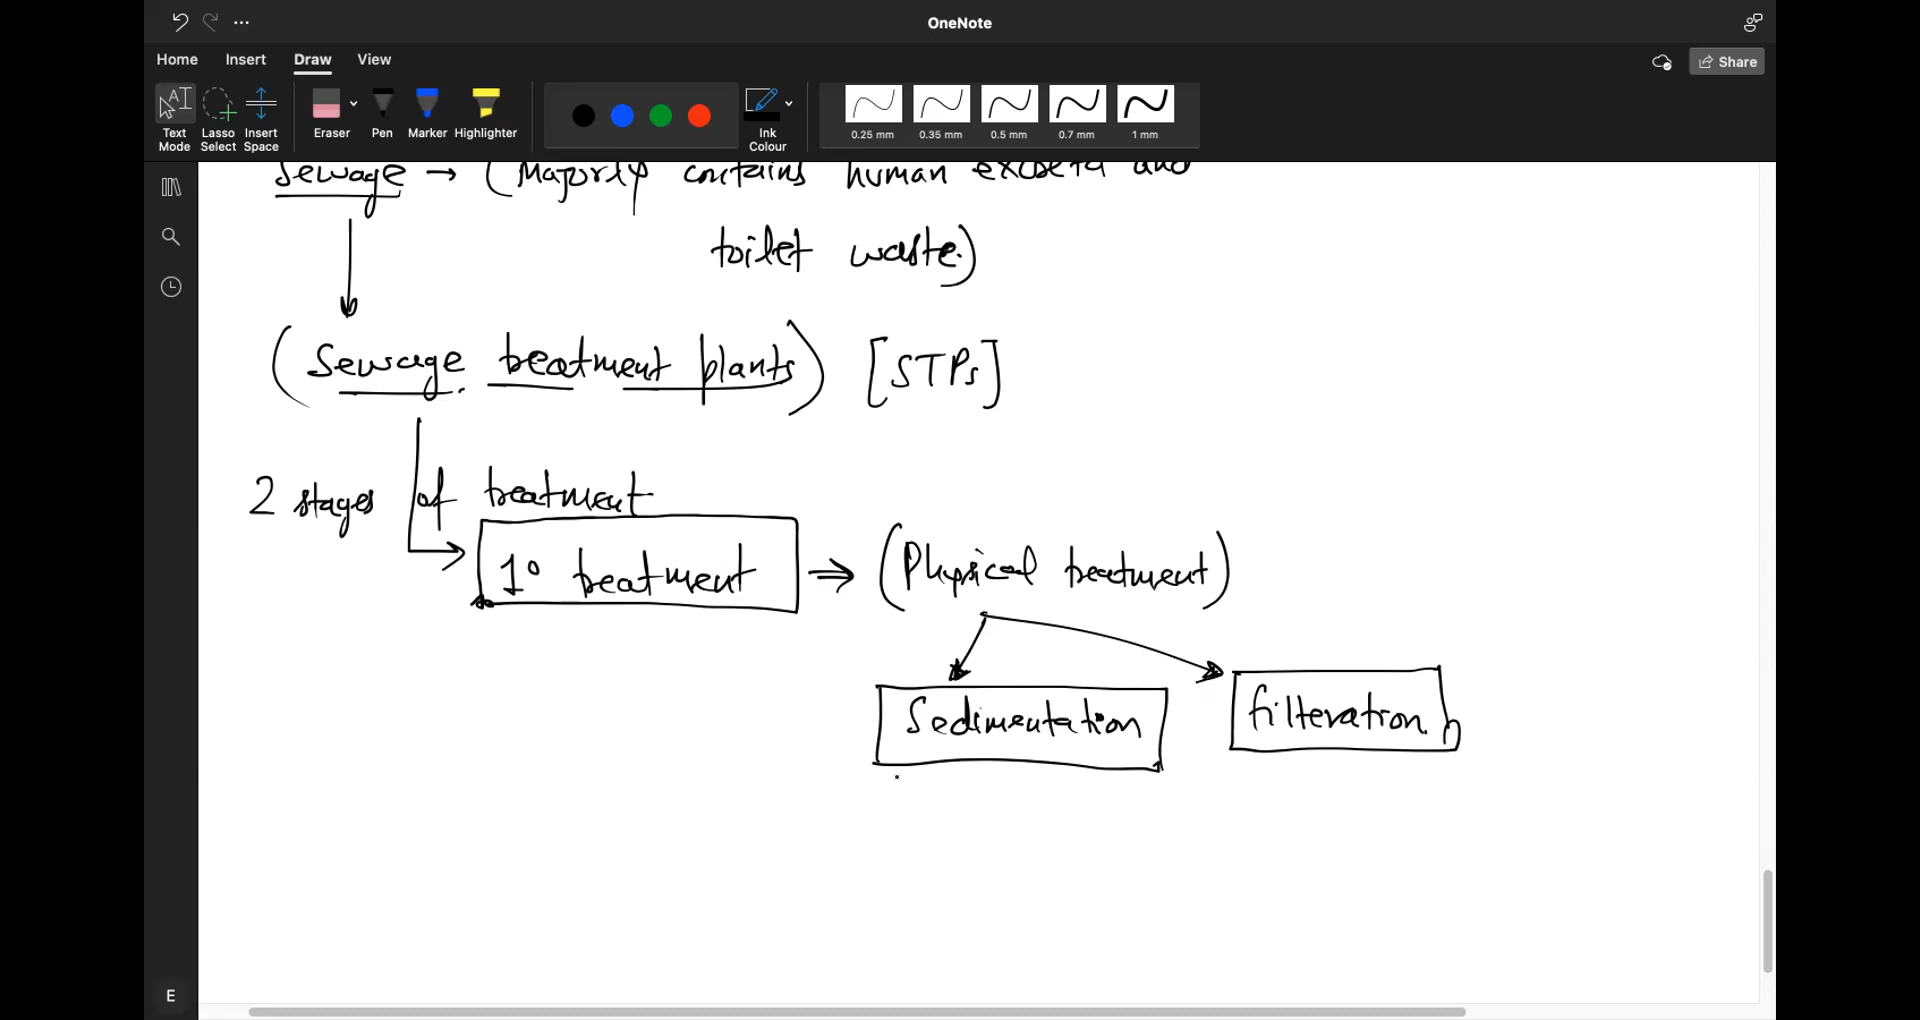 OneNote
Home Insert Draw View
Share
Text Mode
Lasso Select
Insert Space
Eraser
Pen
Marker
Highlighter
Ink Colour
0.25 mm
0.35 mm
0.5 mm
0.7 mm
1 mm
Sewage → (Majorly contains human excreta and
toilet waste.)
(Sewage treatment plants) [STPs]
2 stages of treatment
1° treatment ⇒ (Physical treatment)
Sedimentation
filteration
E